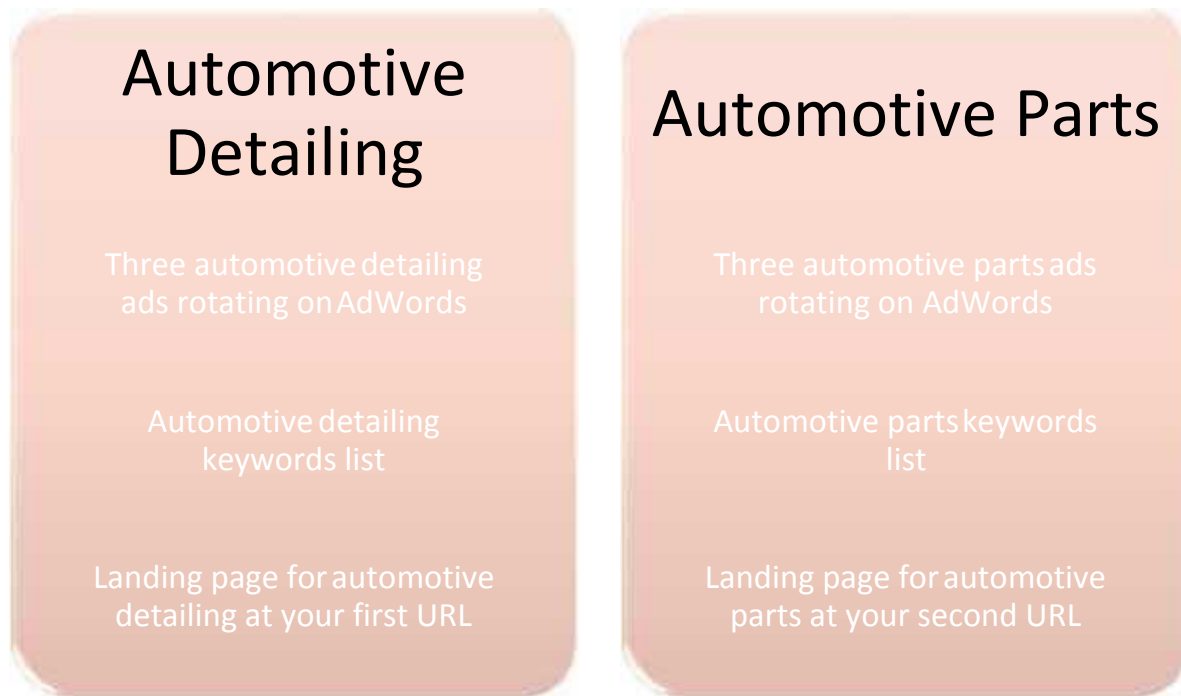 Automotive
Detailing
Three automotive detailing
ads rotating on AdWords
Automotive detailing
keywords list
Landing page for automotive
detailing at your first URL
Automotive Parts
Three automotive parts ads
rotating on AdWords
Automotive parts keywords
list
Landing page for automotive
parts at your second URL